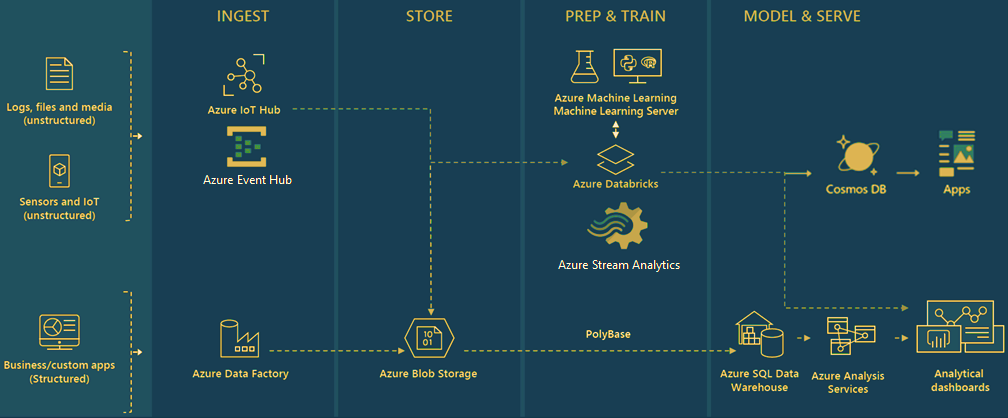 INGEST
STORE
PREP & TRAIN
MODEL & SERVE
Logs, files and media
(unstructured)
Sensors and IoT
(unstructured)
Business/custom apps
(Structured)
Azure IoT Hub
Azure Event Hub
Azure Data Factory
10
01
Azure Blob Storage
Azure Machine Learning
Machine Learning Server
Azure Databricks
Azure Stream Analytics
PolyBase
Cosmos DB
Apps
Azure SQL Data
Warehouse
Azure Analysis
Services
Analytical
dashboards